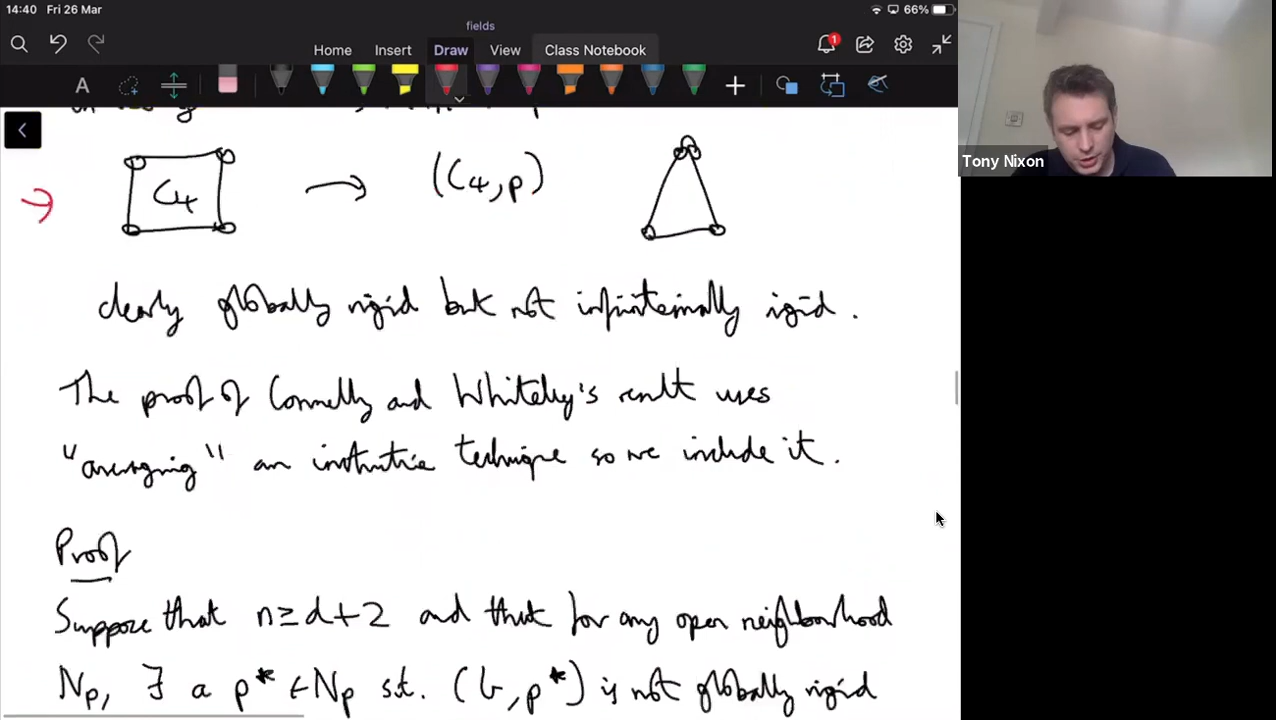 14:40 Fri 26 Mar
66%
fields
Home Insert Draw View Class Notebook
1
A
C4 → (C4, p)
Tony Nixon
clearly globally rigid but not infinitesimally rigid.
The proof of Connelly and Whiteley's result uses
"averaging" an instructive technique so we include it.
Proof
Suppose that n ≥ d+2 and that for any open neighbourhood
Np, ∃ a p* ∈ Np s.t. (G, p*) is not globally rigid